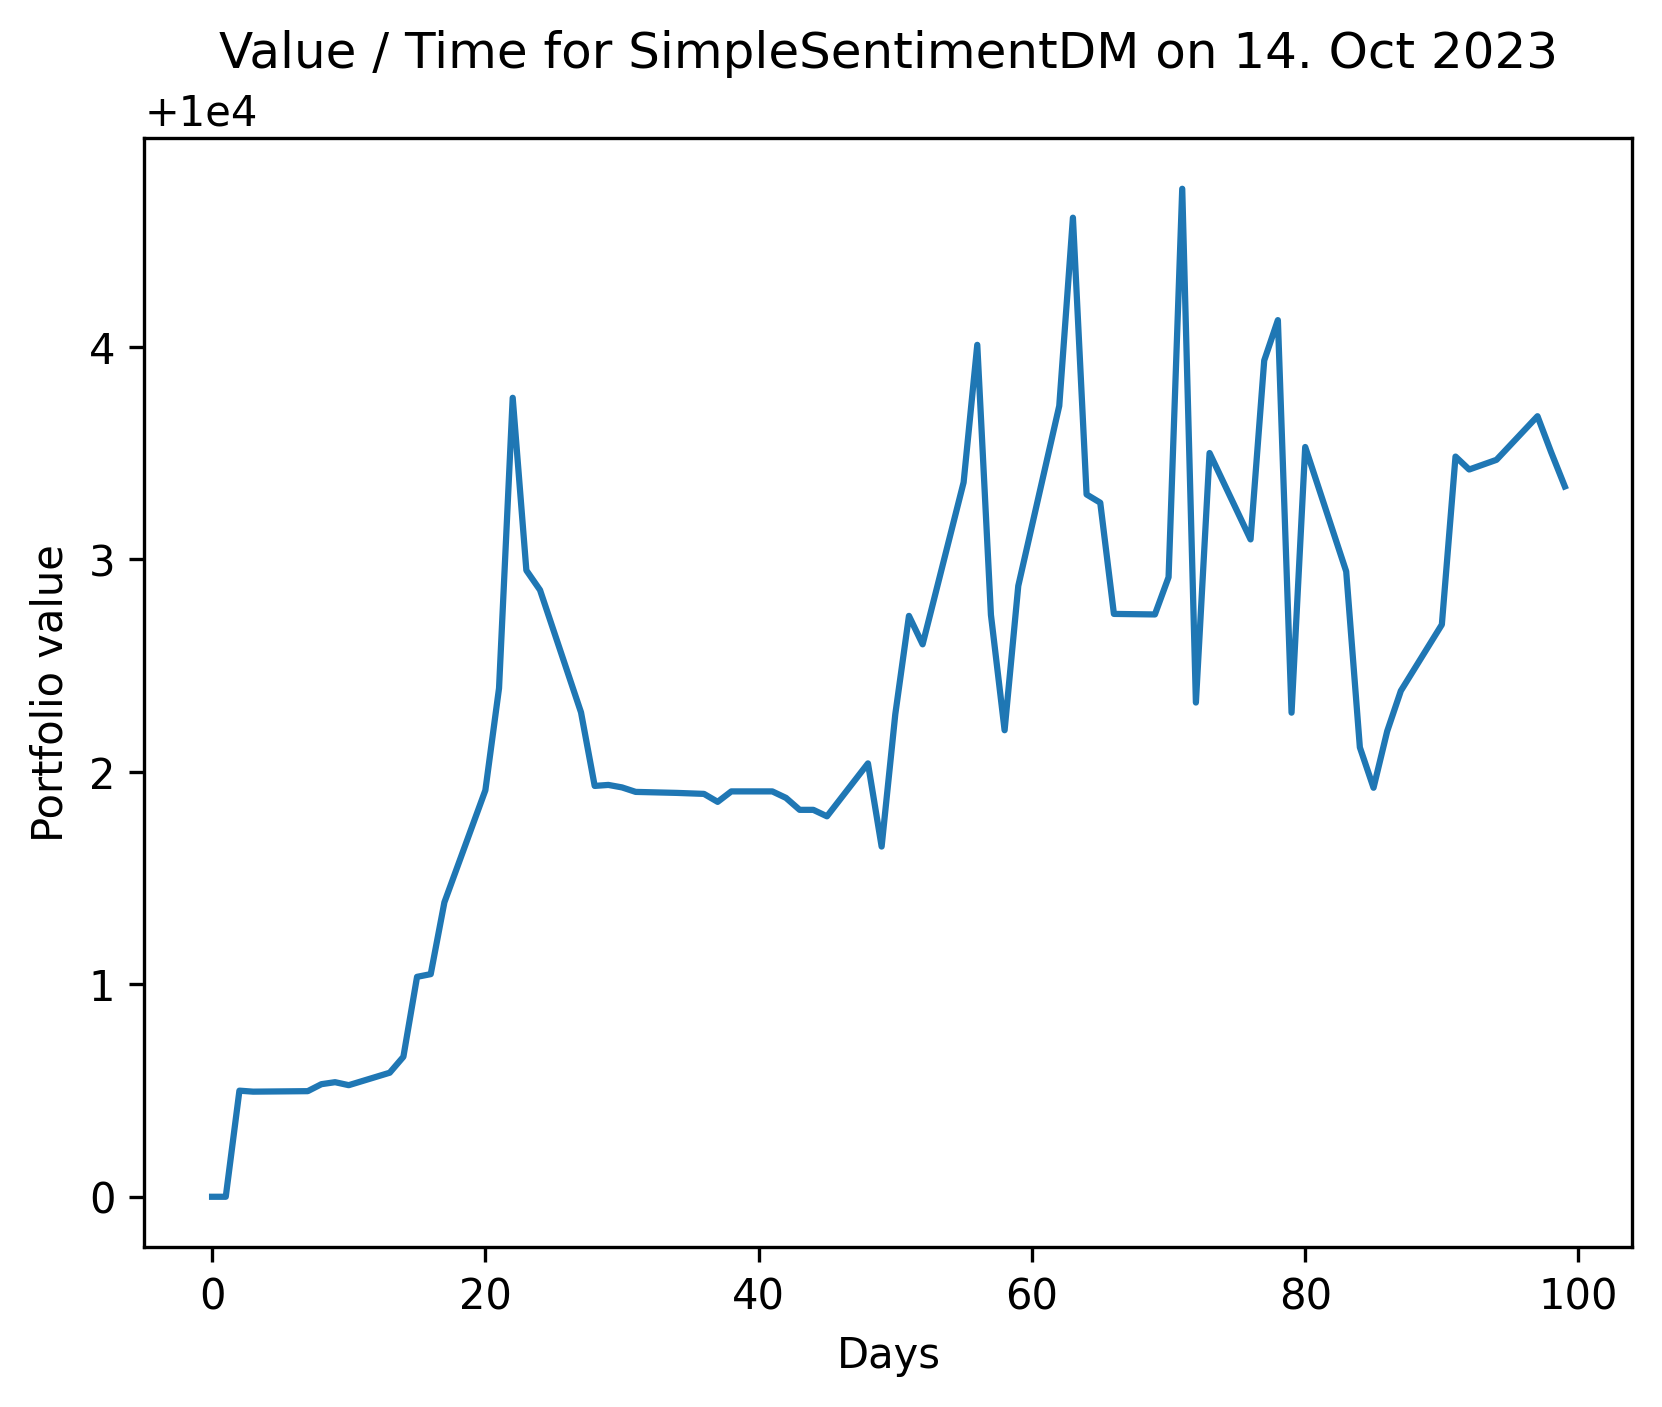 Value / Time for SimpleSentimentDM on 14. Oct 2023
+1e4
4
3
2
1
0
Portfolio value
0 20 40 60 80 100
Days